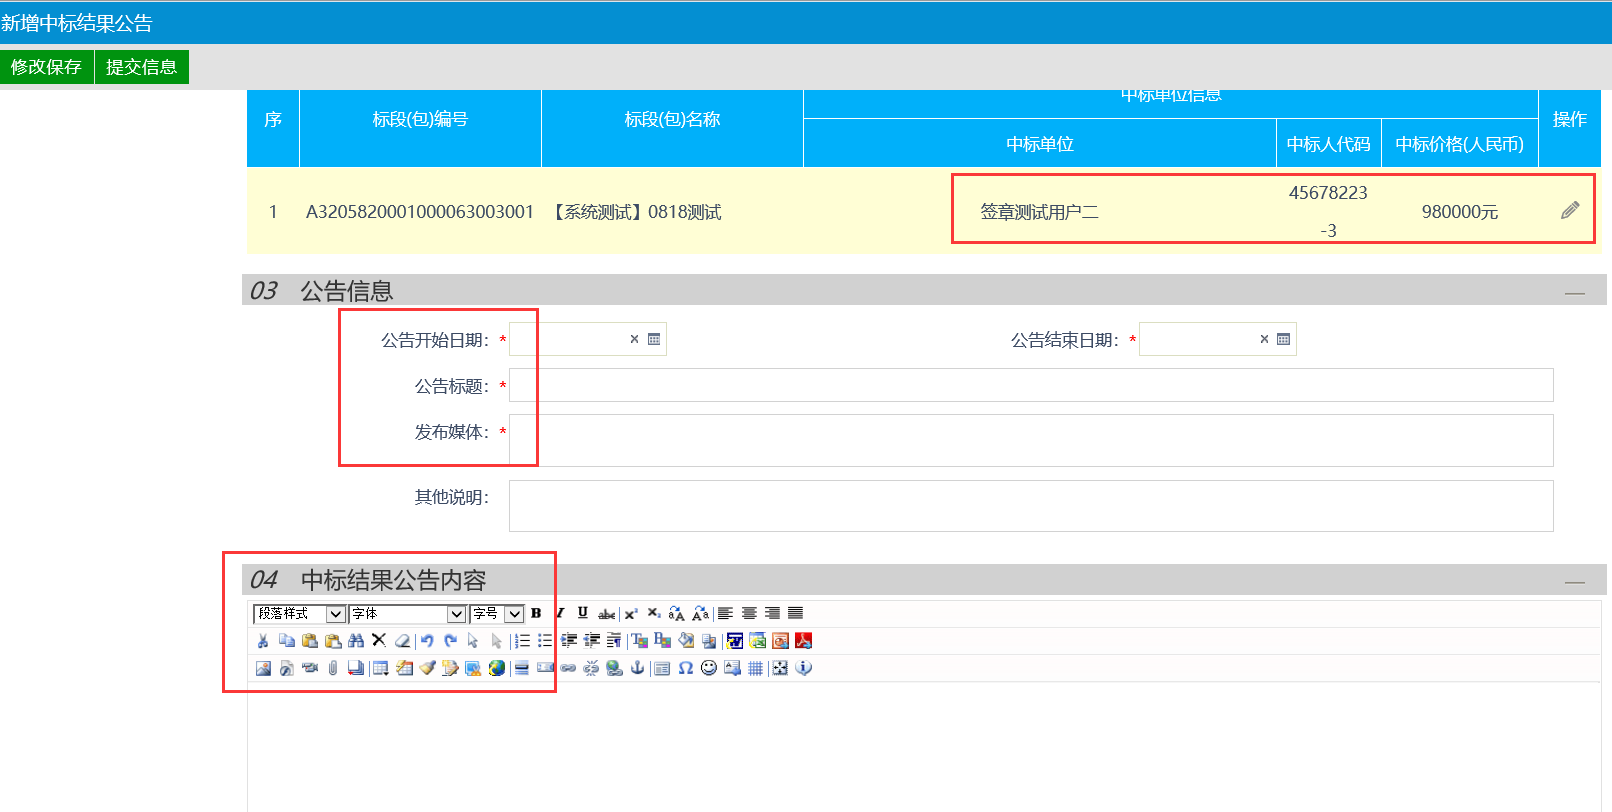 新增中标结果公告
修改保存 提交信息
序 标段(包)编号 标段(包)名称 中标单位信息 操作
中标单位 中标人代码 中标价格(人民币)
1 A3205820001000063003001 【系统测试】0818测试 签章测试用户二 45678223 980000元
-3
03 公告信息
公告开始日期：* 公告结束日期：*
公告标题：*
发布媒体：*
其他说明：
04 中标结果公告内容
段落样式 字体 字号